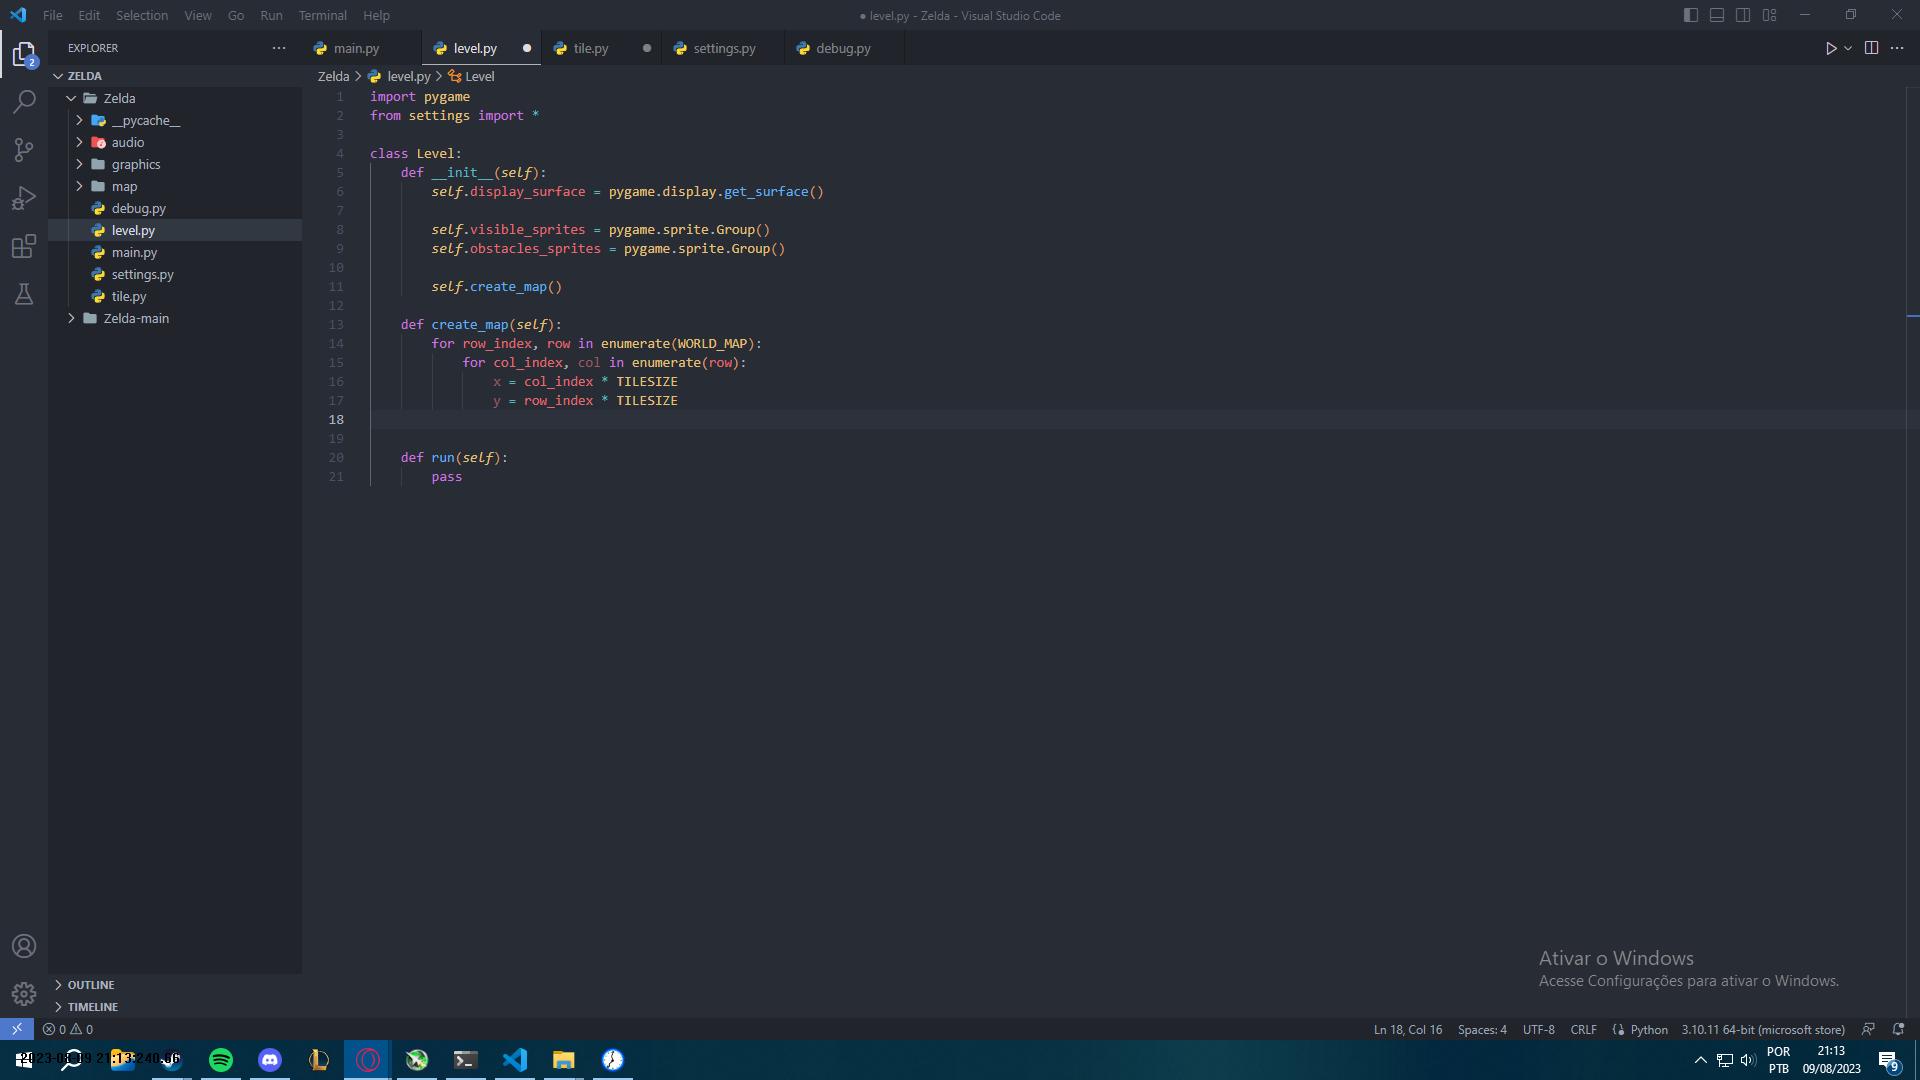 File Edit Selection View Go Run Terminal Help
● level.py - Zelda - Visual Studio Code
EXPLORER
main.py
level.py
tile.py
settings.py
debug.py
2
ZELDA
Zelda > level.py > Level
Zelda
__pycache__
audio
graphics
map
debug.py
level.py
main.py
settings.py
tile.py
Zelda-main
1 import pygame
2 from settings import *
3
4 class Level:
5 def __init__(self):
6 self.display_surface = pygame.display.get_surface()
7
8 self.visible_sprites = pygame.sprite.Group()
9 self.obstacles_sprites = pygame.sprite.Group()
10
11 self.create_map()
12
13 def create_map(self):
14 for row_index, row in enumerate(WORLD_MAP):
15 for col_index, col in enumerate(row):
16 x = col_index * TILESIZE
17 y = row_index * TILESIZE
18
19
20 def run(self):
21 pass
Ativar o Windows
Acesse Configurações para ativar o Windows.
OUTLINE
TIMELINE
0 0
Ln 18, Col 16 Spaces: 4 UTF-8 CRLF Python 3.10.11 64-bit (microsoft store)
POR
PTB
21:13
09/08/2023
9